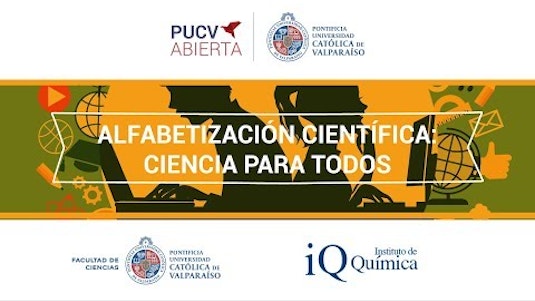 PUCV
ABIERTA
PONTIFICIA
UNIVERSIDAD
CATÓLICA DE
VALPARAÍSO
ALFABETIZACIÓN CIENTÍFICA:
CIENCIA PARA TODOS
FACULTAD DE
CIENCIAS
PONTIFICIA
UNIVERSIDAD
CATÓLICA DE
VALPARAÍSO
iQ
Instituto de
Química